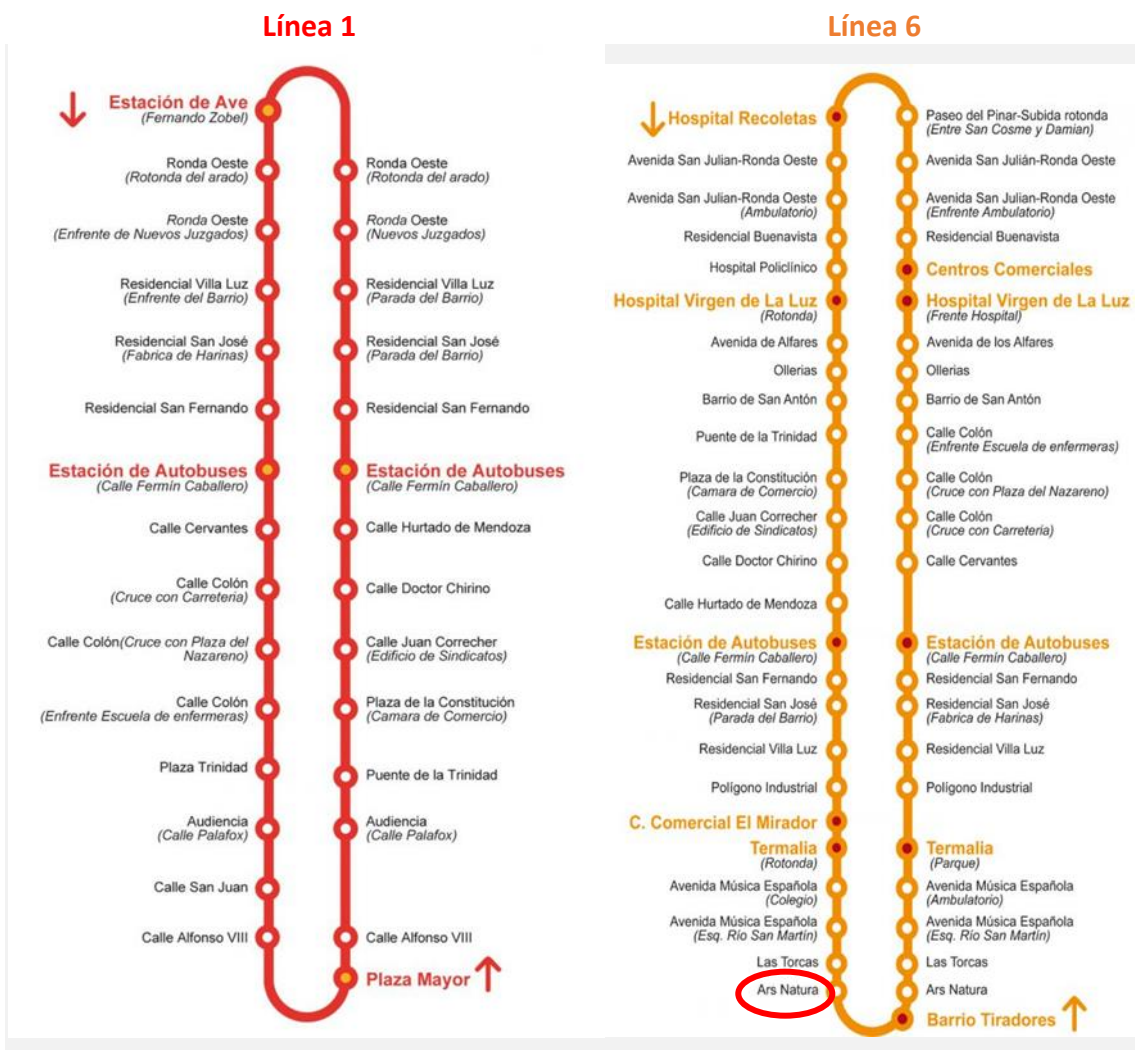 Línea 1
Estación de Ave
(Fernando Zobel)
Ronda Oeste
(Rotonda del arado)
Ronda Oeste
(Enfrente de Nuevos Juzgados)
Residencial Villa Luz
(Enfrente del Barrio)
Residencial San José
(Fabrica de Harinas)
Residencial San Fernando
Estación de Autobuses
(Calle Fermín Caballero)
Calle Cervantes
Calle Colón
(Cruce con Carreteria)
Calle Colón(Cruce con Plaza del
Nazareno)
Calle Colón
(Enfrente Escuela de enfermeras)
Plaza Trinidad
Audiencia
(Calle Palafox)
Calle San Juan
Calle Alfonso VIII
Ronda Oeste
(Rotonda del arado)
Ronda Oeste
(Nuevos Juzgados)
Residencial Villa Luz
(Parada del Barrio)
Residencial San José
(Parada del Barrio)
Residencial San Fernando
Estación de Autobuses
(Calle Fermín Caballero)
Calle Hurtado de Mendoza
Calle Doctor Chirino
Calle Juan Correcher
(Edificio de Sindicatos)
Plaza de la Constitución
(Camara de Comercio)
Puente de la Trinidad
Audiencia
(Calle Palafox)
Calle Alfonso VIII
Plaza Mayor
Línea 6
Hospital Recoletas
Avenida San Julian-Ronda Oeste
Avenida San Julian-Ronda Oeste
(Ambulatorio)
Residencial Buenavista
Hospital Policlínico
Hospital Virgen de La Luz
(Rotonda)
Avenida de Alfares
Ollerias
Barrio de San Antón
Puente de la Trinidad
Plaza de la Constitución
(Camara de Comercio)
Calle Juan Correcher
(Edificio de Sindicatos)
Calle Doctor Chirino
Calle Hurtado de Mendoza
Estación de Autobuses
(Calle Fermín Caballero)
Residencial San Fernando
Residencial San José
(Parada del Barrio)
Residencial Villa Luz
Polígono Industrial
C. Comercial El Mirador
Termalia
(Rotonda)
Avenida Música Española
(Colegio)
Avenida Música Española
(Esq. Río San Martín)
Las Torcas
Ars Natura
Paseo del Pinar-Subida rotonda
(Entre San Cosme y Damian)
Avenida San Julián-Ronda Oeste
Avenida San Julian-Ronda Oeste
(Enfrente Ambulatorio)
Residencial Buenavista
Centros Comerciales
Hospital Virgen de La Luz
(Frente Hospital)
Avenida de los Alfares
Ollerias
Barrio de San Antón
Calle Colón
(Enfrente Escuela de enfermeras)
Calle Colón
(Cruce con Plaza del Nazareno)
Calle Colón
(Cruce con Carreteria)
Calle Cervantes
Estación de Autobuses
(Calle Fermín Caballero)
Residencial San Fernando
Residencial San José
(Fabrica de Harinas)
Residencial Villa Luz
Polígono Industrial
Termalia
(Parque)
Avenida Música Española
(Ambulatorio)
Avenida Música Española
(Esq. Río San Martín)
Las Torcas
Ars Natura
Barrio Tiradores